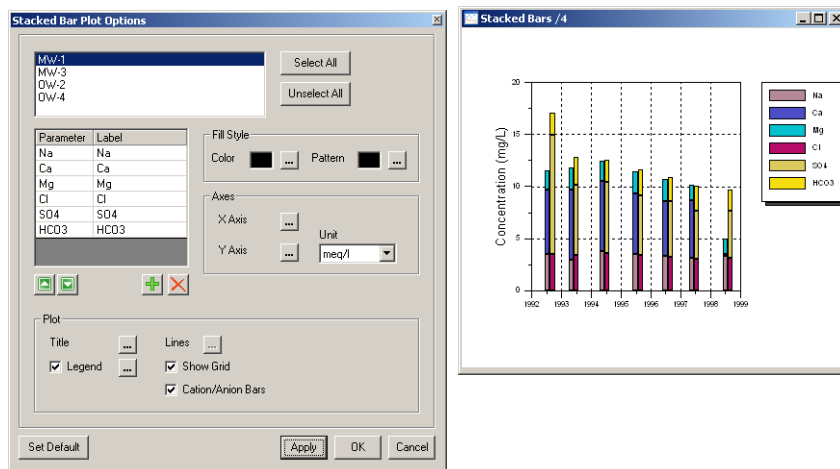 Stacked Bar Plot Options
MW-1
MW-3
OW-2
OW-4
Select All
Unselect All
Parameter Label
Na Na
Ca Ca
Mg Mg
Cl Cl
SO4 SO4
HCO3 HCO3
Fill Style
Color ... Pattern ...
Axes
X Axis ...
Y Axis ...
Unit
meq/l
Plot
Title ...
Lines ...
Legend ...
Show Grid
Cation/Anion Bars
Set Default
Apply
OK
Cancel
Stacked Bars /4
Concentration (mg/L)
20
15
10
5
0
1992 1993 1994 1995 1996 1997 1998 1999
Na
Ca
Mg
Cl
SO4
HCO3